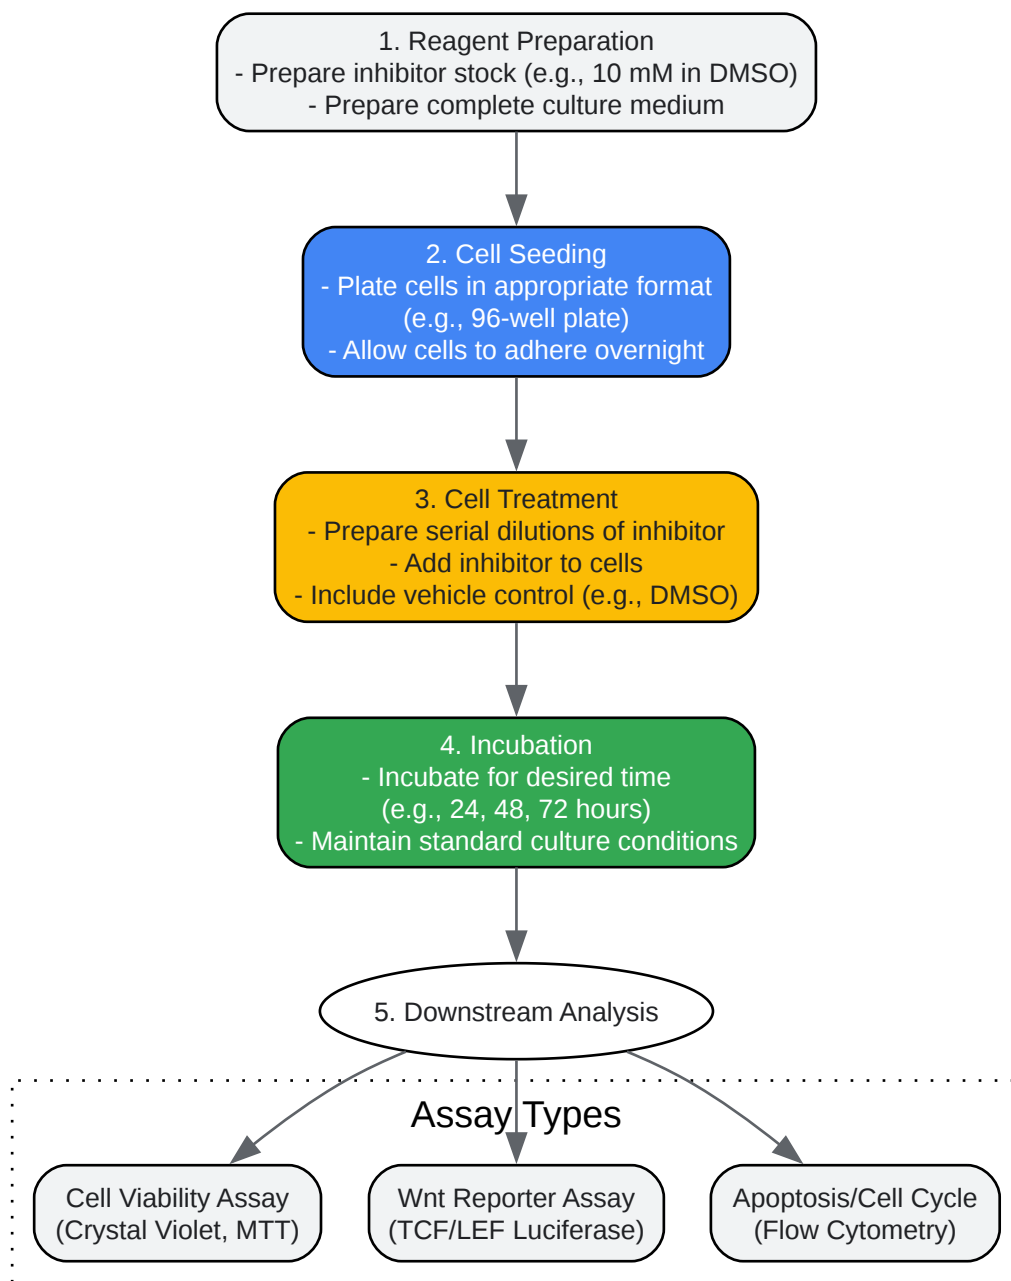 1. Reagent Preparation
- Prepare inhibitor stock (e.g., 10 mM in DMSO)
- Prepare complete culture medium
2. Cell Seeding
- Plate cells in appropriate format
(e.g., 96-well plate)
- Allow cells to adhere overnight
3. Cell Treatment
- Prepare serial dilutions of inhibitor
- Add inhibitor to cells
- Include vehicle control (e.g., DMSO)
4. Incubation
- Incubate for desired time
(e.g., 24, 48, 72 hours)
- Maintain standard culture conditions
5. Downstream Analysis
Assay Types
Cell Viability Assay
(Crystal Violet, MTT)
Wnt Reporter Assay
(TCF/LEF Luciferase)
Apoptosis/Cell Cycle
(Flow Cytometry)